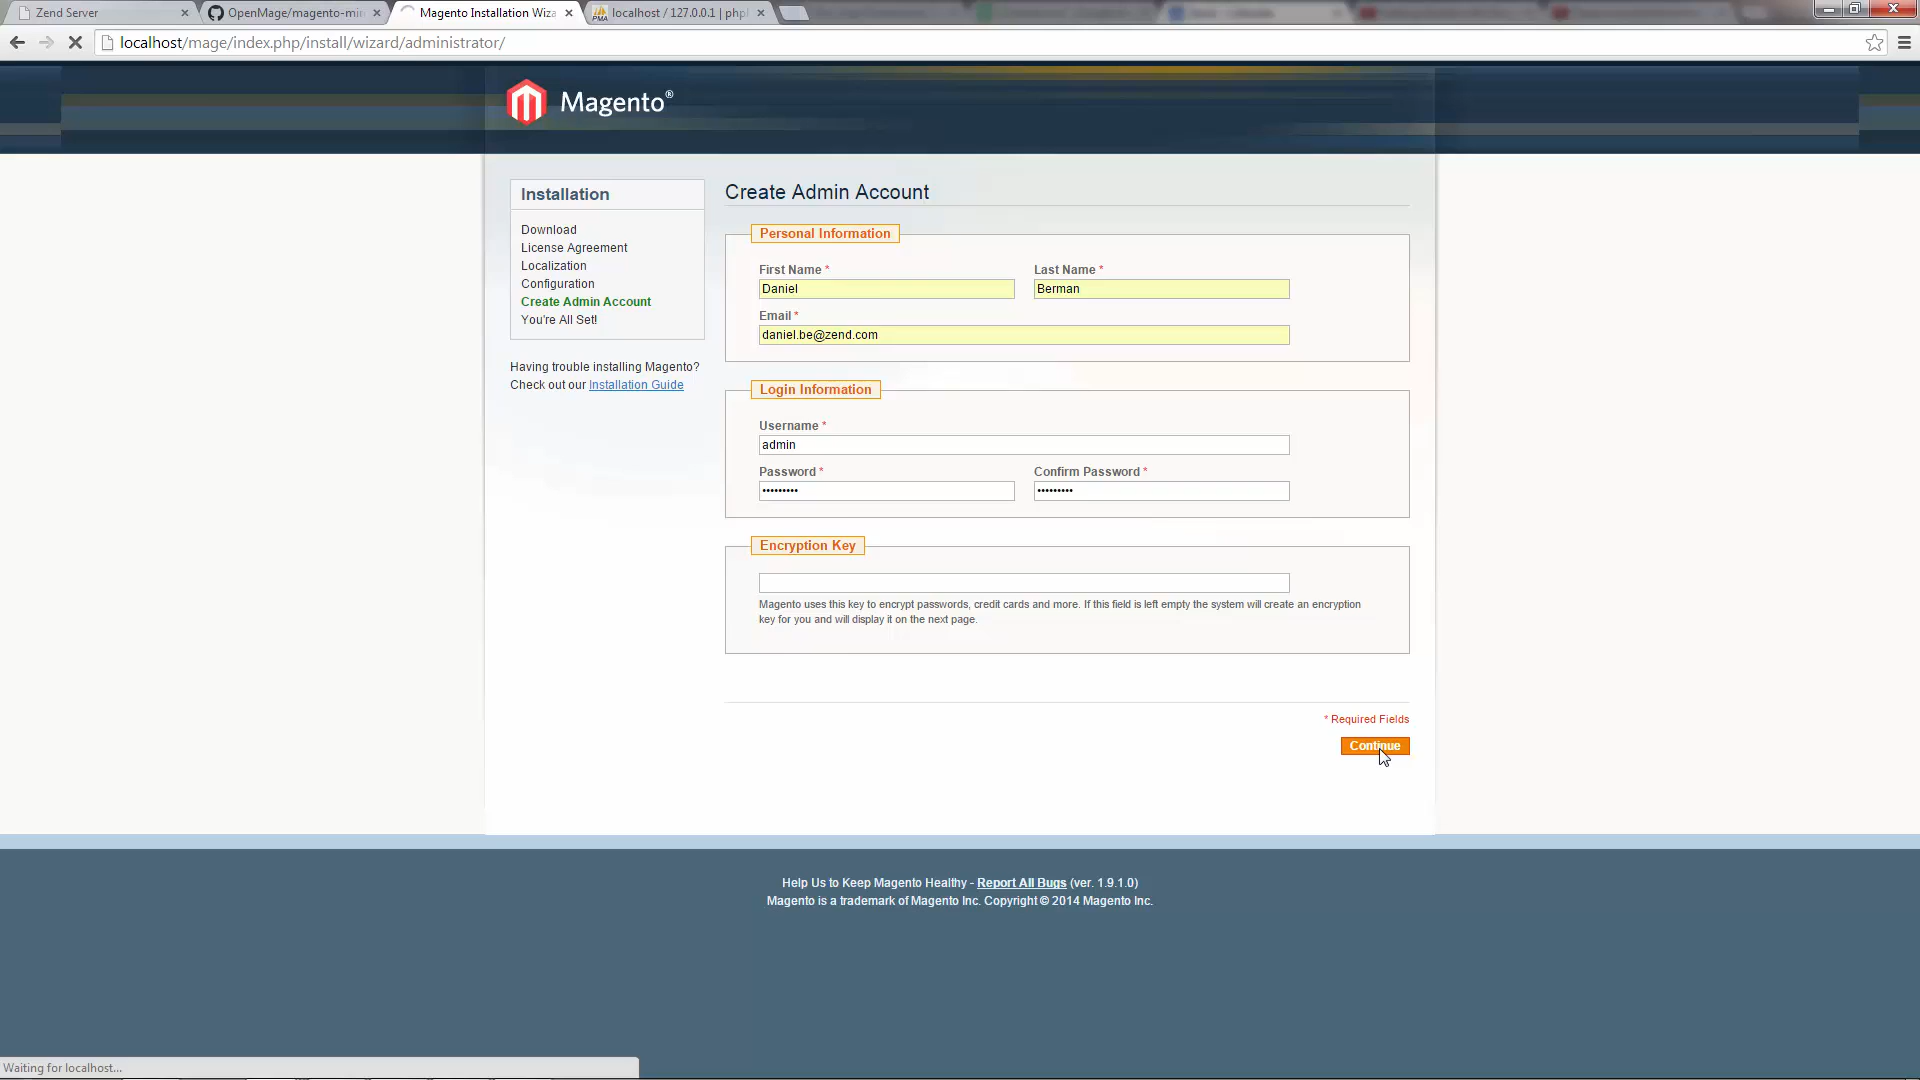 Zend Server
OpenMage/magento-mir
Magento Installation Wiza
localhost / 127.0.0.1 | phpl
localhost/mage/index.php/install/wizard/administrator/
Magento®
Installation
Download
License Agreement
Localization
Configuration
Create Admin Account
You're All Set!
Having trouble installing Magento?
Check out our Installation Guide
Create Admin Account
Personal Information
First Name *
Last Name *
Daniel
Berman
Email *
daniel.be@zend.com
Login Information
Username *
admin
Password *
Confirm Password *
•••••••••
•••••••••
Encryption Key
Magento uses this key to encrypt passwords, credit cards and more. If this field is left empty the system will create an encryption
key for you and will display it on the next page.
* Required Fields
Continue
Help Us to Keep Magento Healthy - Report All Bugs (ver. 1.9.1.0)
Magento is a trademark of Magento Inc. Copyright © 2014 Magento Inc.
Waiting for localhost...